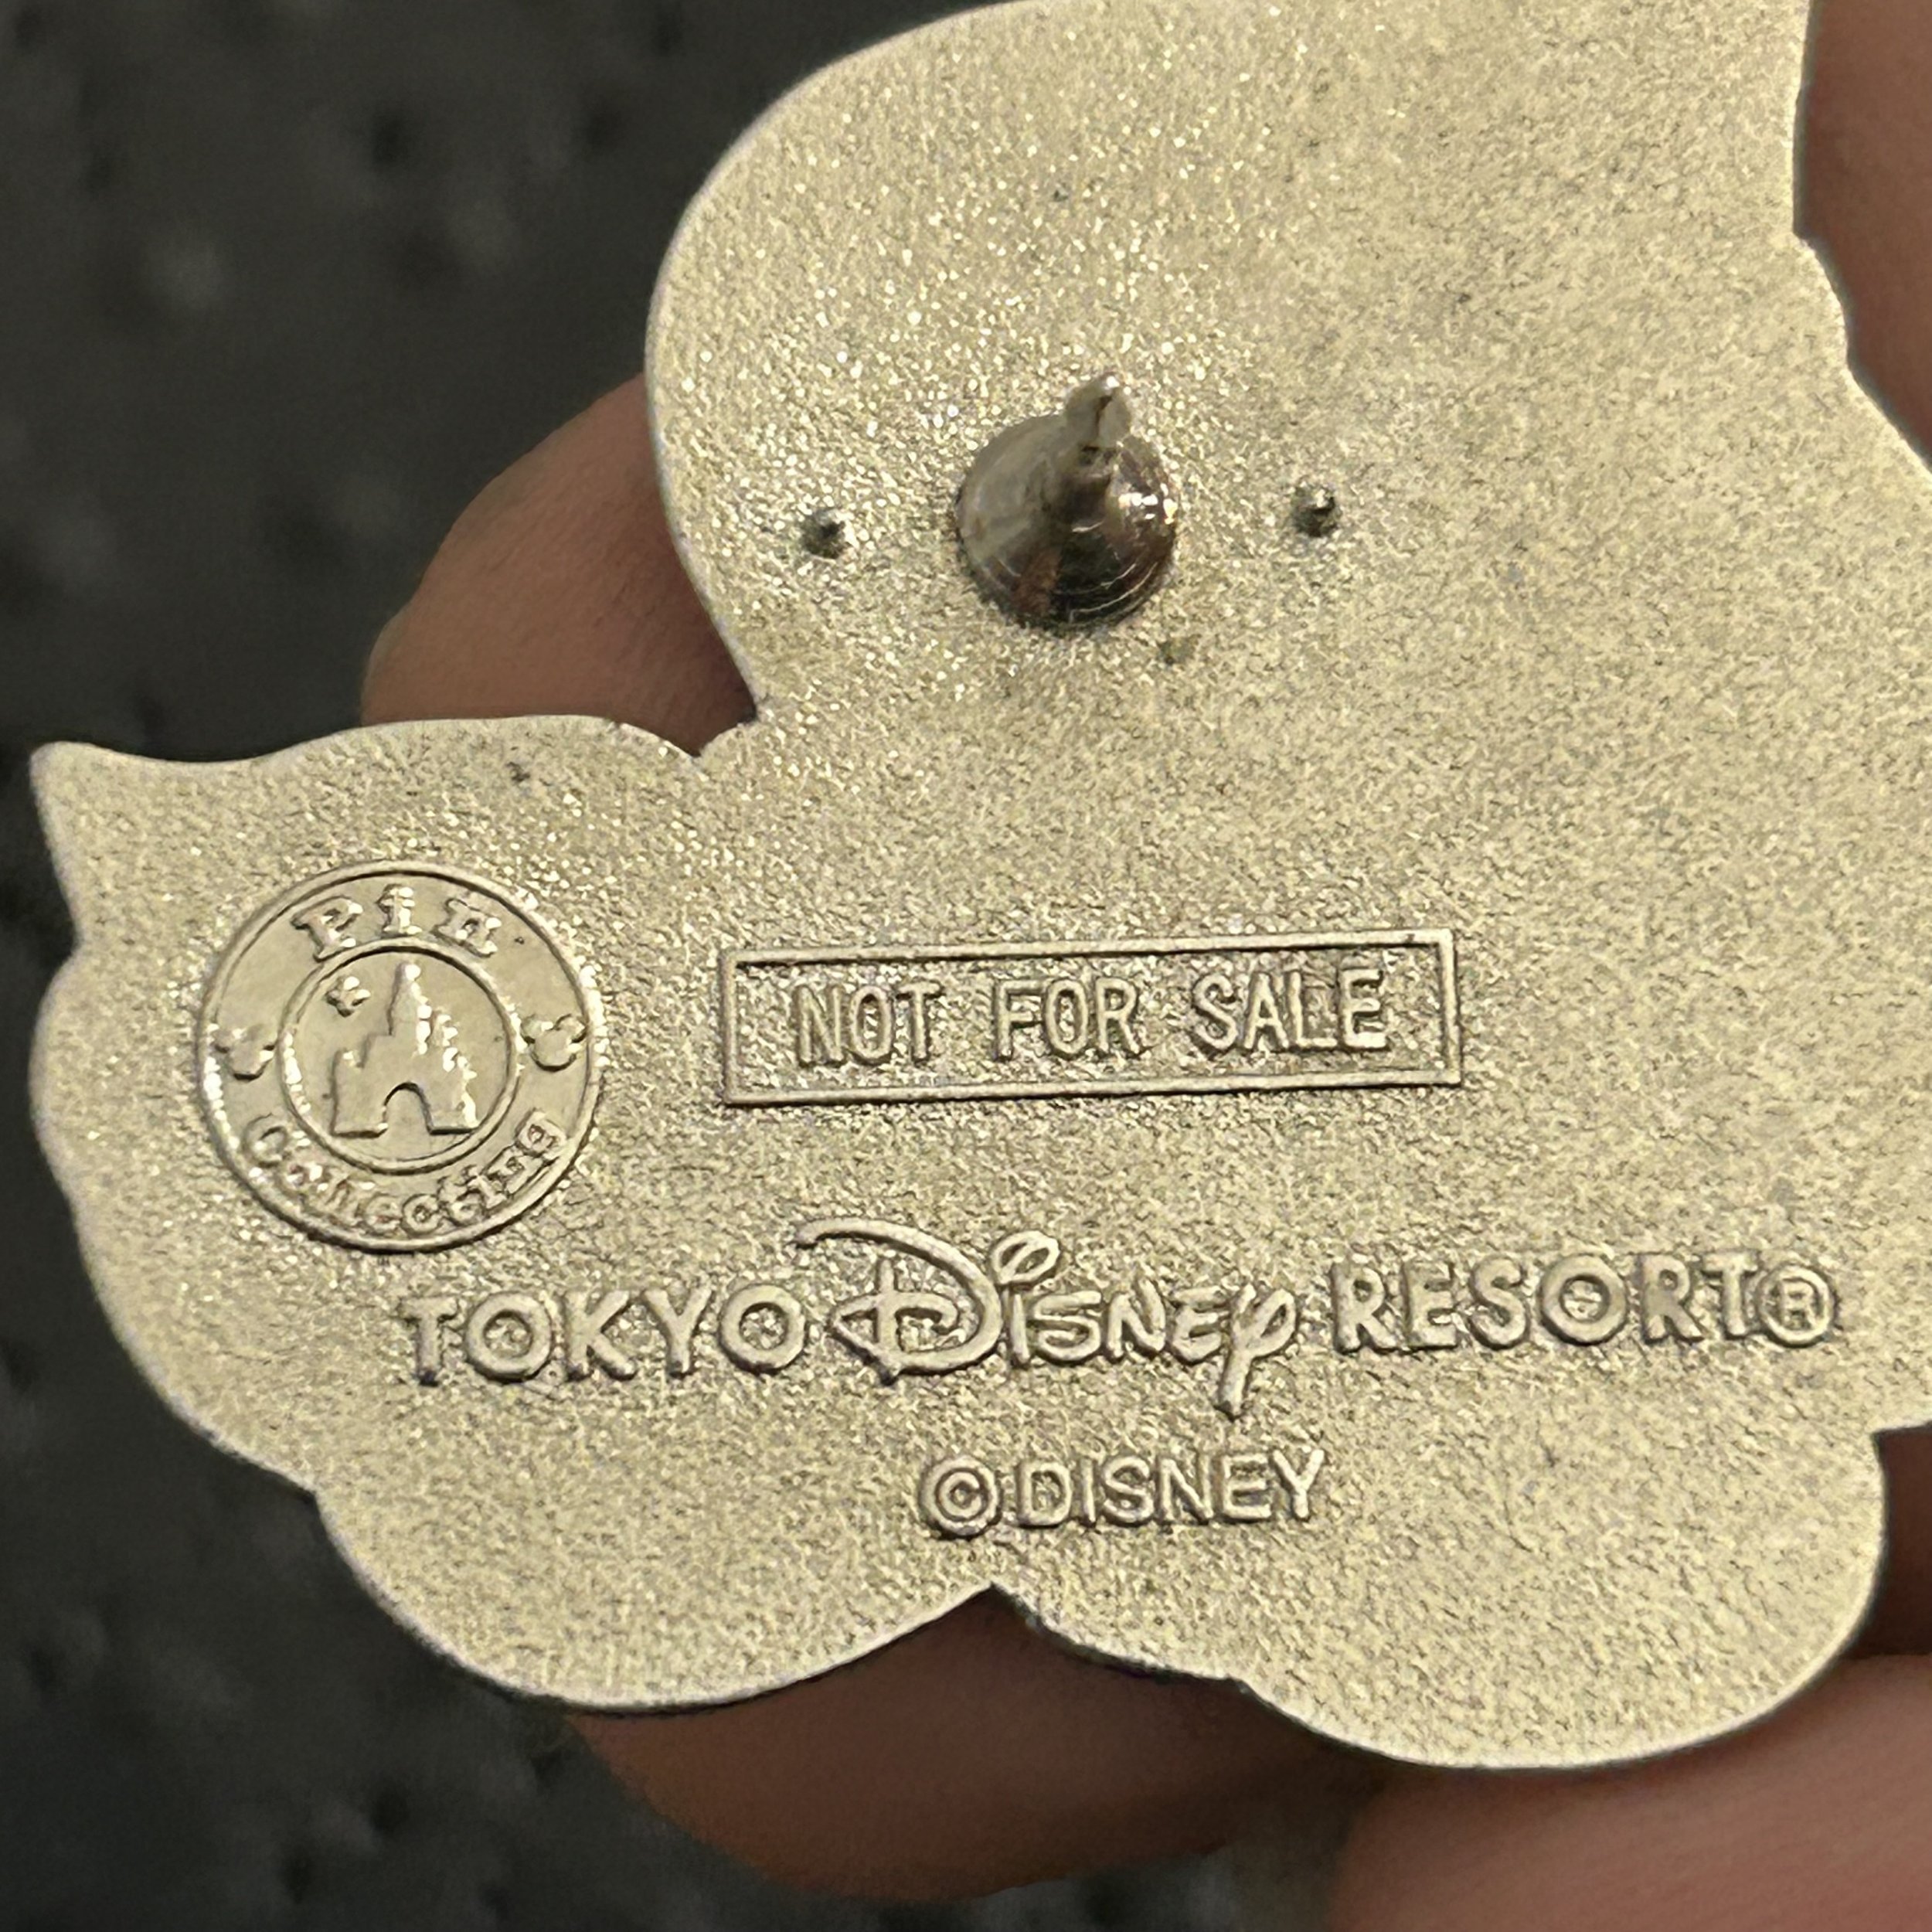 Pin
Collecting
NOT FOR SALE
TOKYO Disney RESORT®
©DISNEY